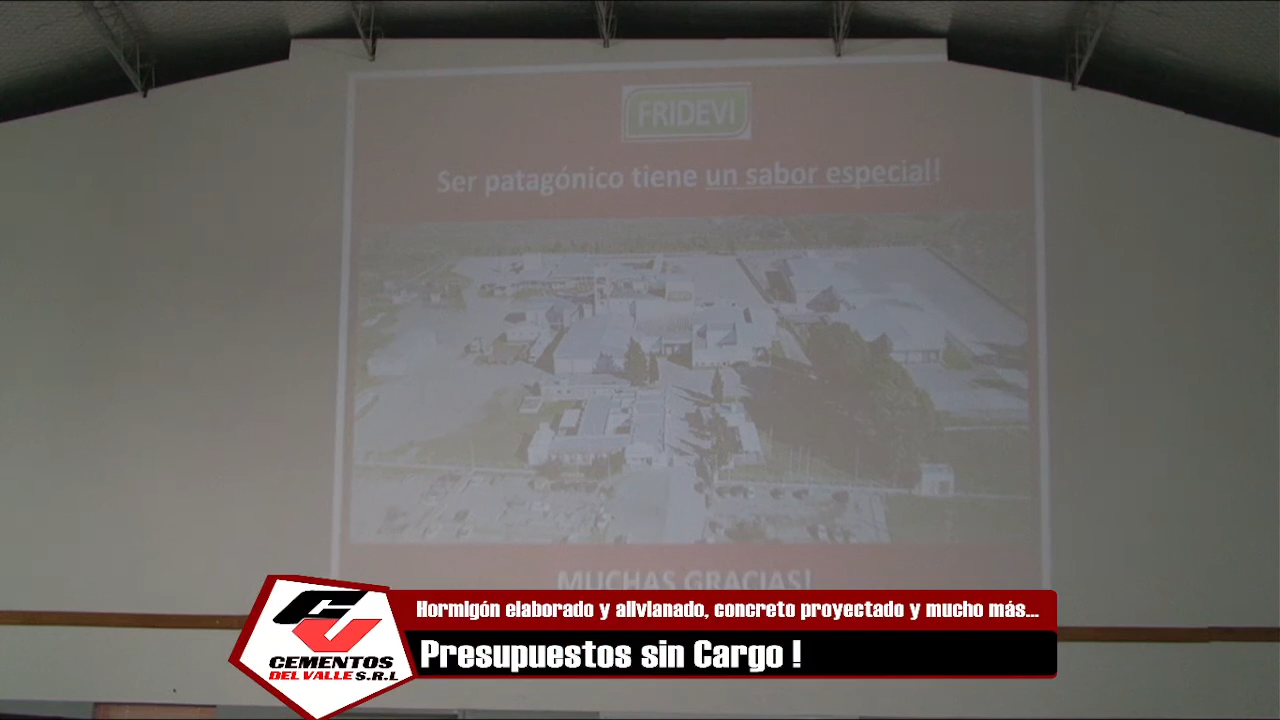 FRIDEVI
Ser patagónico tiene un sabor especial!
MUCHAS GRACIAS!
Hormigón elaborado y alivianado, concreto proyectado y mucho más...
Presupuestos sin Cargo !
CEMENTOS
DEL VALLE S.R.L